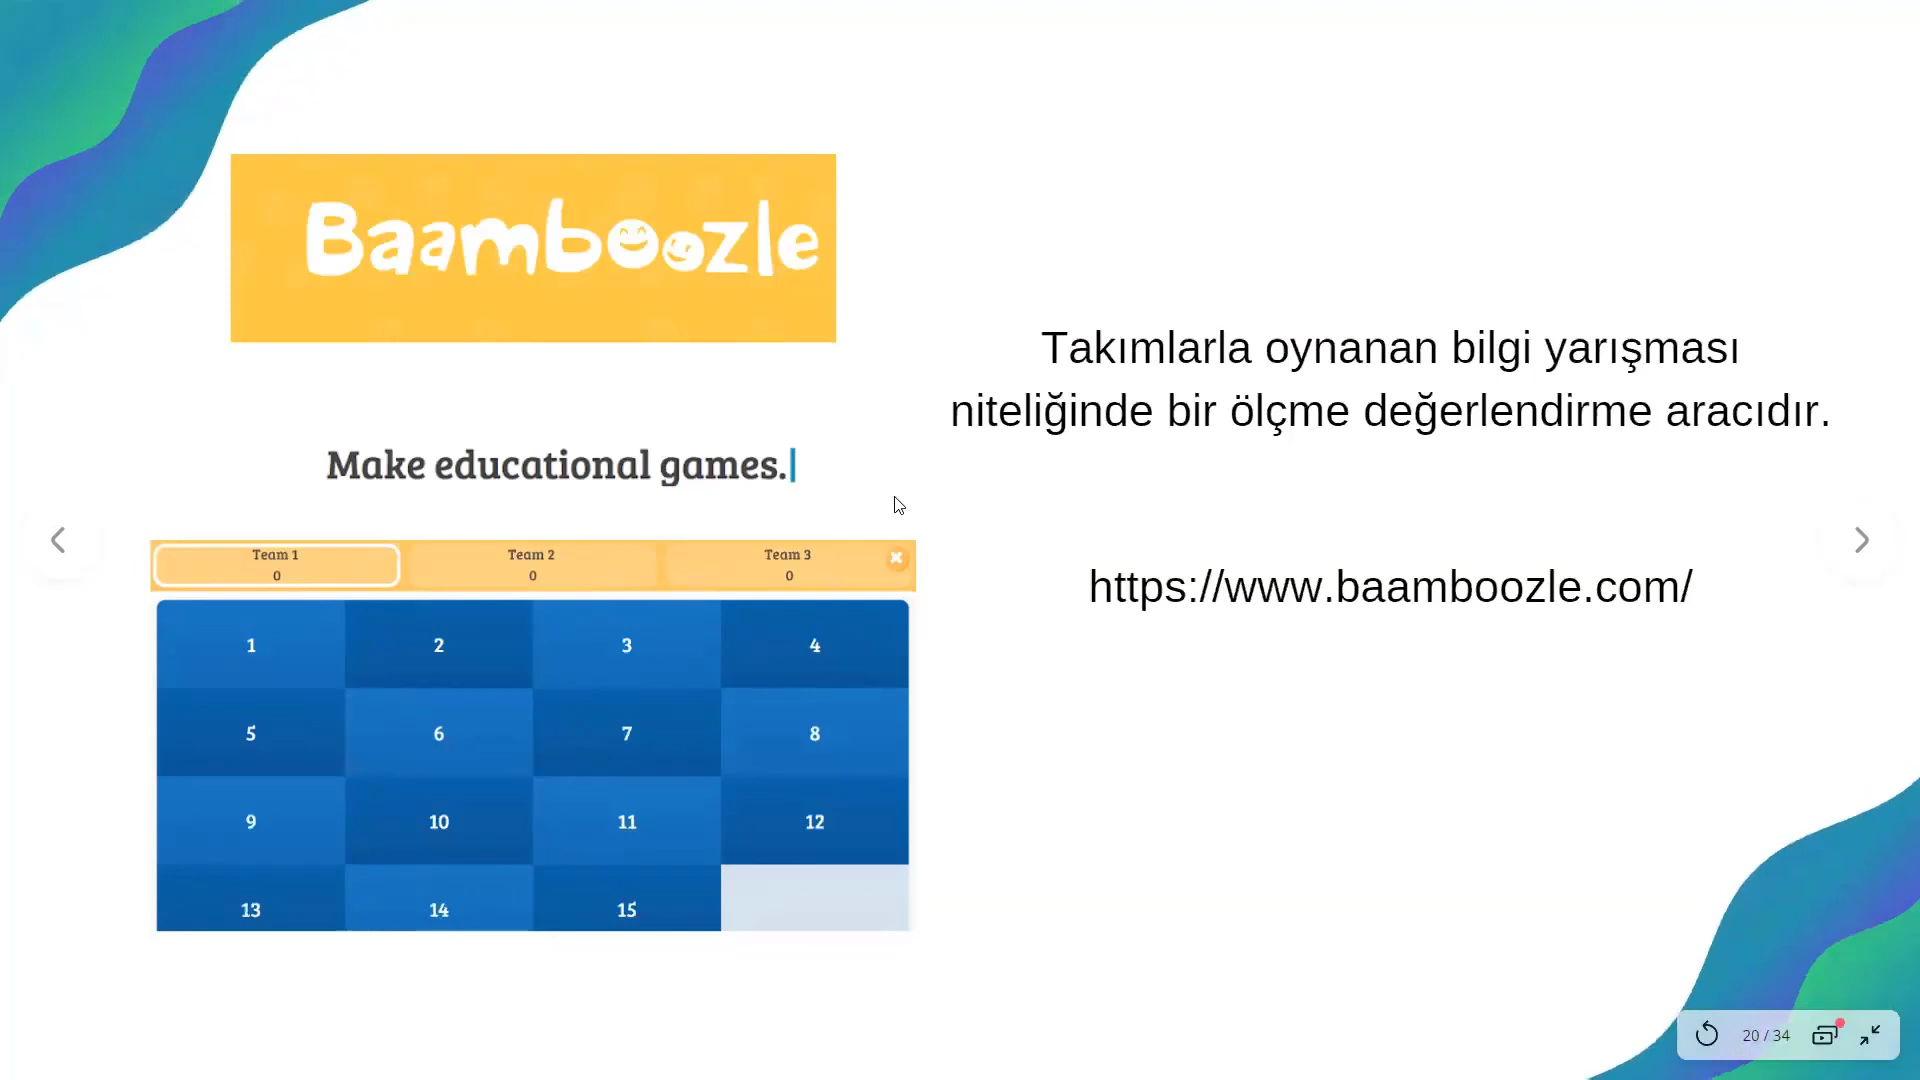 Baamboozle
Make educational games.
Team 1
0
Team 2
0
Team 3
0
1 2 3 4
5 6 7 8
9 10 11 12
13 14 15
Takımlarla oynanan bilgi yarışması
niteliğinde bir ölçme değerlendirme aracıdır.
https://www.baamboozle.com/
20 / 34